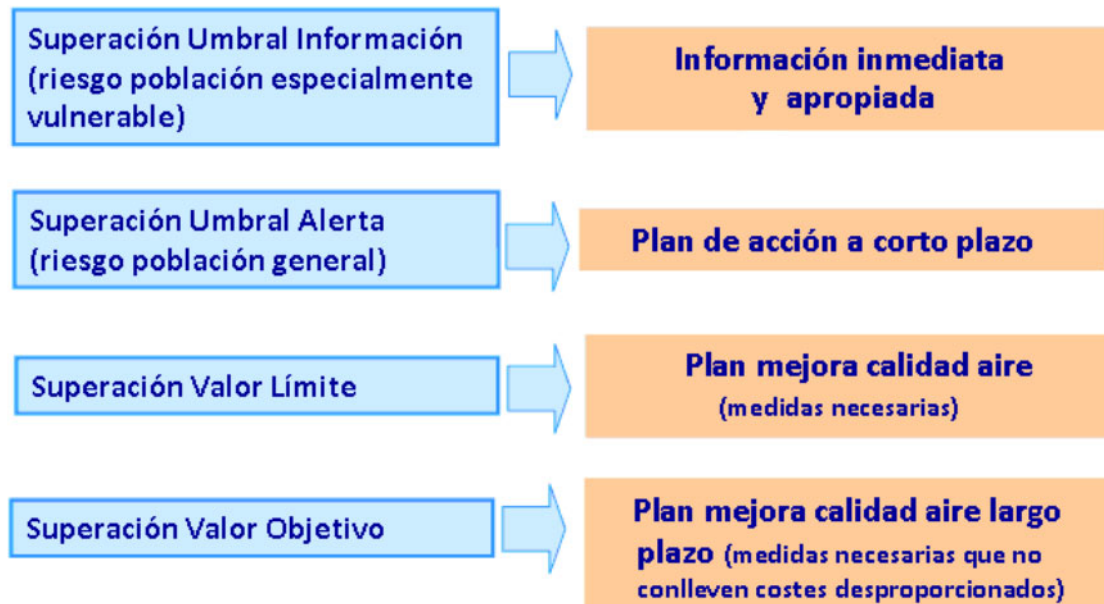 Superación Umbral Información
(riesgo población especialmente
vulnerable)
Información inmediata
y apropiada
Superación Umbral Alerta
(riesgo población general)
Plan de acción a corto plazo
Superación Valor Límite
Plan mejora calidad aire
(medidas necesarias)
Superación Valor Objetivo
Plan mejora calidad aire largo
plazo (medidas necesarias que no
conlleven costes desproporcionados)